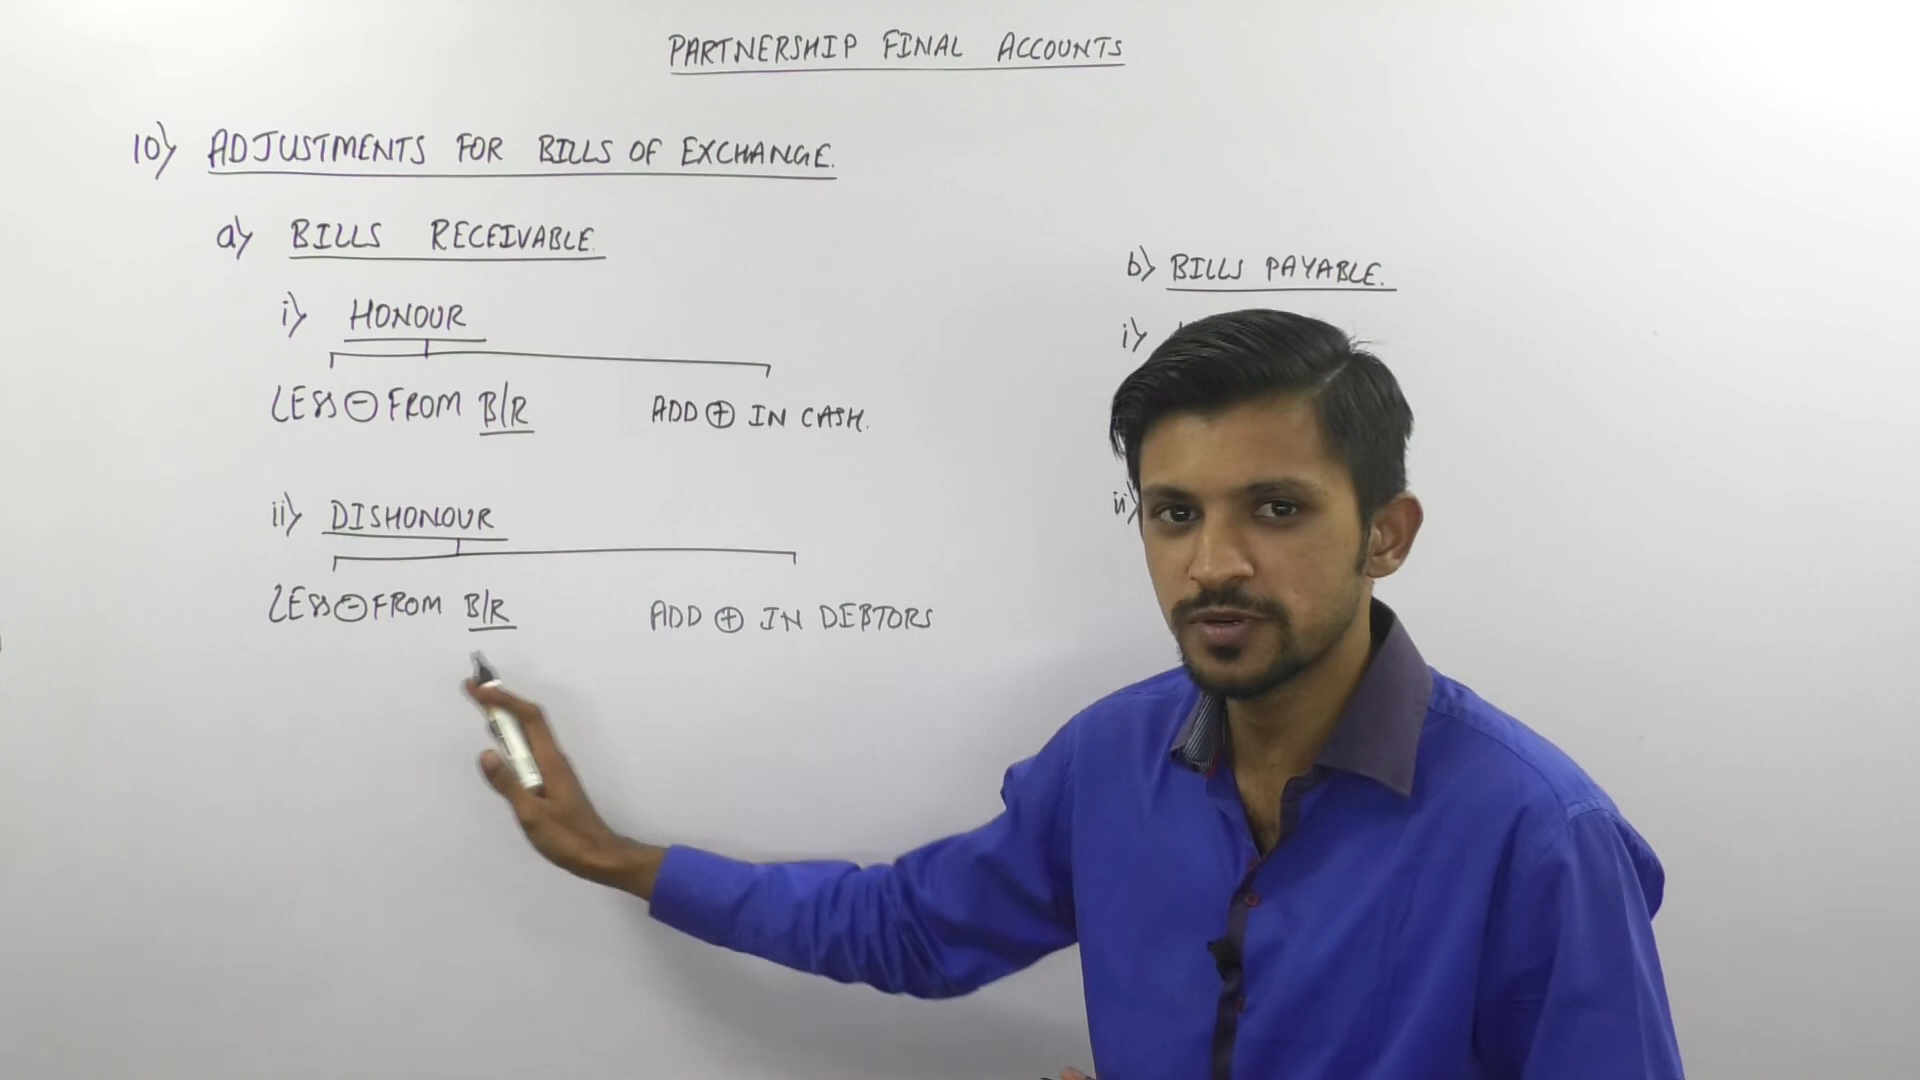 PARTNERSHIP FINAL ACCOUNTS
10) ADJUSTMENTS FOR BILLS OF EXCHANGE.
a) BILLS RECEIVABLE.
i) HONOUR
LESS ⊖ FROM B/R ADD ⊕ IN CASH.
ii) DISHONOUR
LESS ⊖ FROM B/R ADD ⊕ IN DEBTORS
b) BILLS PAYABLE.
i)
ii)